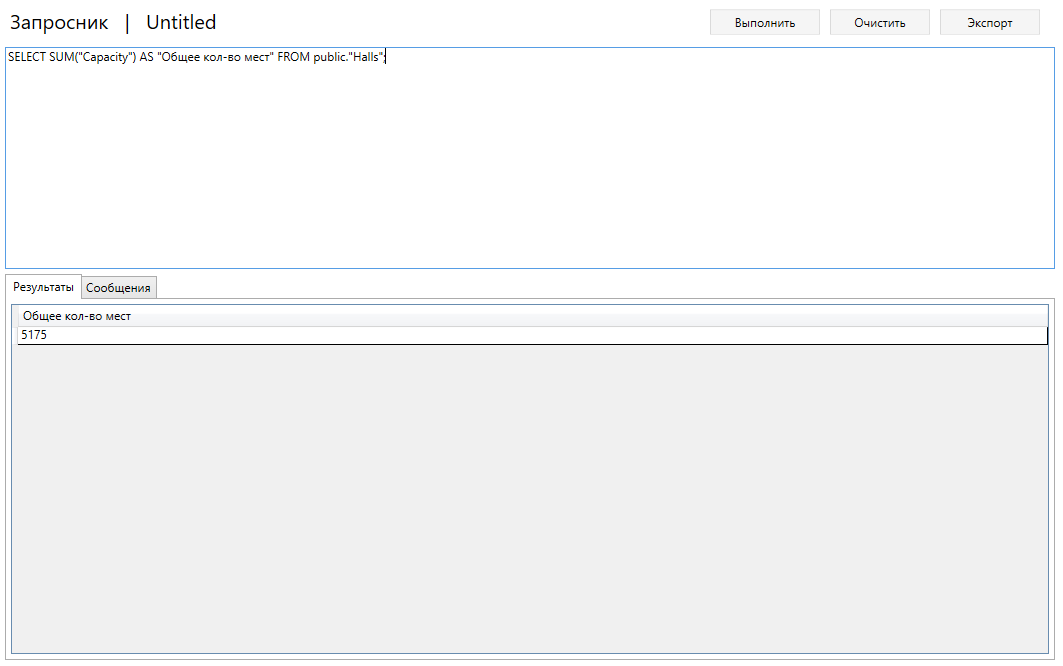 Запросник | Untitled
Выполнить Очистить Экспорт
SELECT SUM("Capacity") AS "Общее кол-во мест" FROM public."Halls";
Результаты Сообщения
Общее кол-во мест
5175